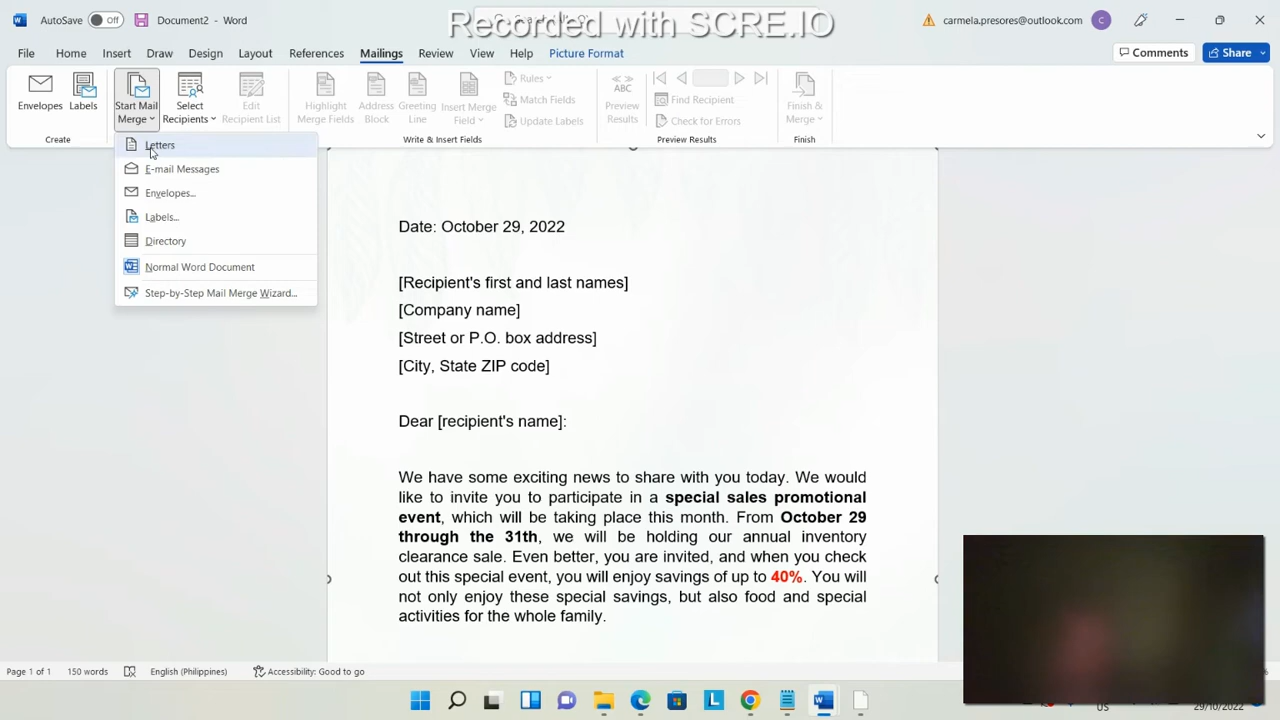 AutoSave Off Document2 - Word
Recorded with SCRE.IO
carmela.presores@outlook.com C
File Home Insert Draw Design Layout References Mailings Review View Help Picture Format
Comments Share
Envelopes Labels Start Mail Merge Select Recipients Edit Recipient List
Highlight Merge Fields Address Block Greeting Line Insert Merge Field
Rules
Match Fields
Update Labels
ABC
Preview Results
Find Recipient
Check for Errors
Finish & Merge
Create Write & Insert Fields Preview Results Finish
Letters
E-mail Messages
Envelopes...
Labels...
Directory
Normal Word Document
Step-by-Step Mail Merge Wizard...
Date: October 29, 2022
[Recipient's first and last names]
[Company name]
[Street or P.O. box address]
[City, State ZIP code]
Dear [recipient's name]:
We have some exciting news to share with you today. We would
like to invite you to participate in a special sales promotional
event, which will be taking place this month. From October 29
through the 31th, we will be holding our annual inventory
clearance sale. Even better, you are invited, and when you check
out this special event, you will enjoy savings of up to 40%. You will
not only enjoy these special savings, but also food and special
activities for the whole family.
Page 1 of 1 150 words English (Philippines) Accessibility: Good to go
US
29/10/2022